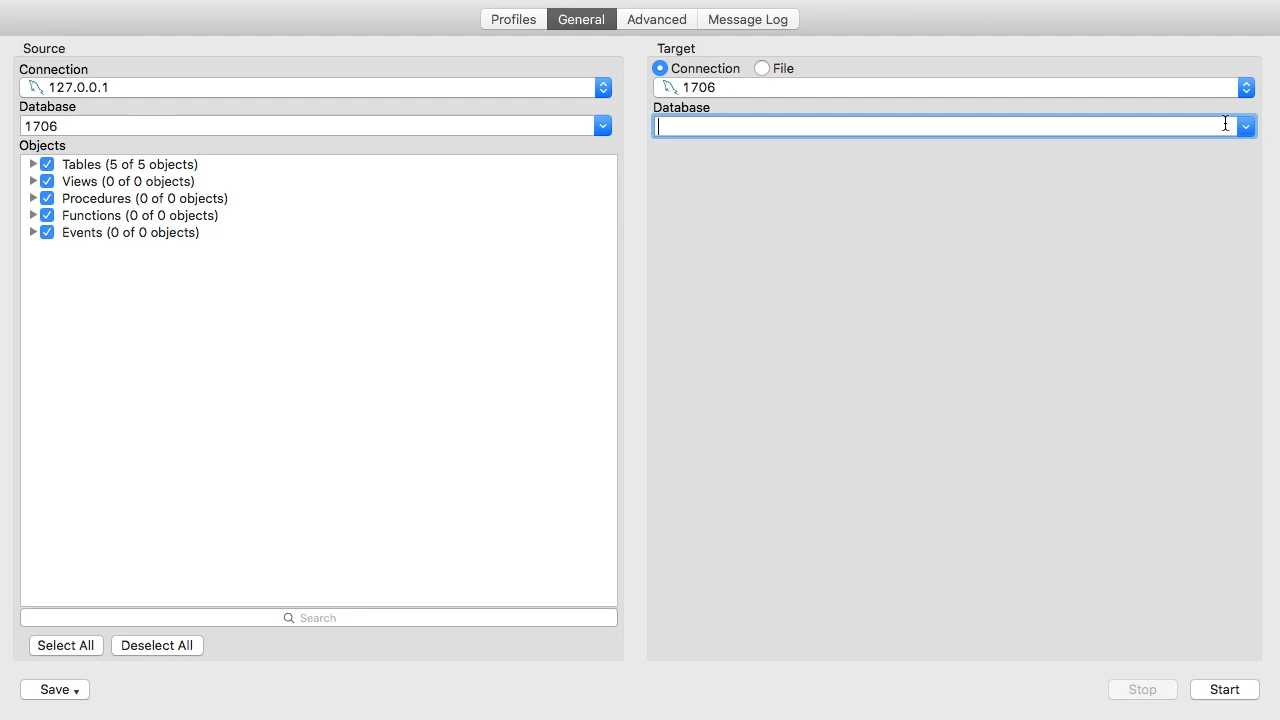 Profiles General Advanced Message Log
Source
Connection
127.0.0.1
Database
1706
Objects
Tables (5 of 5 objects)
Views (0 of 0 objects)
Procedures (0 of 0 objects)
Functions (0 of 0 objects)
Events (0 of 0 objects)
Search
Select All Deselect All
Target
Connection File
1706
Database
Save Stop Start